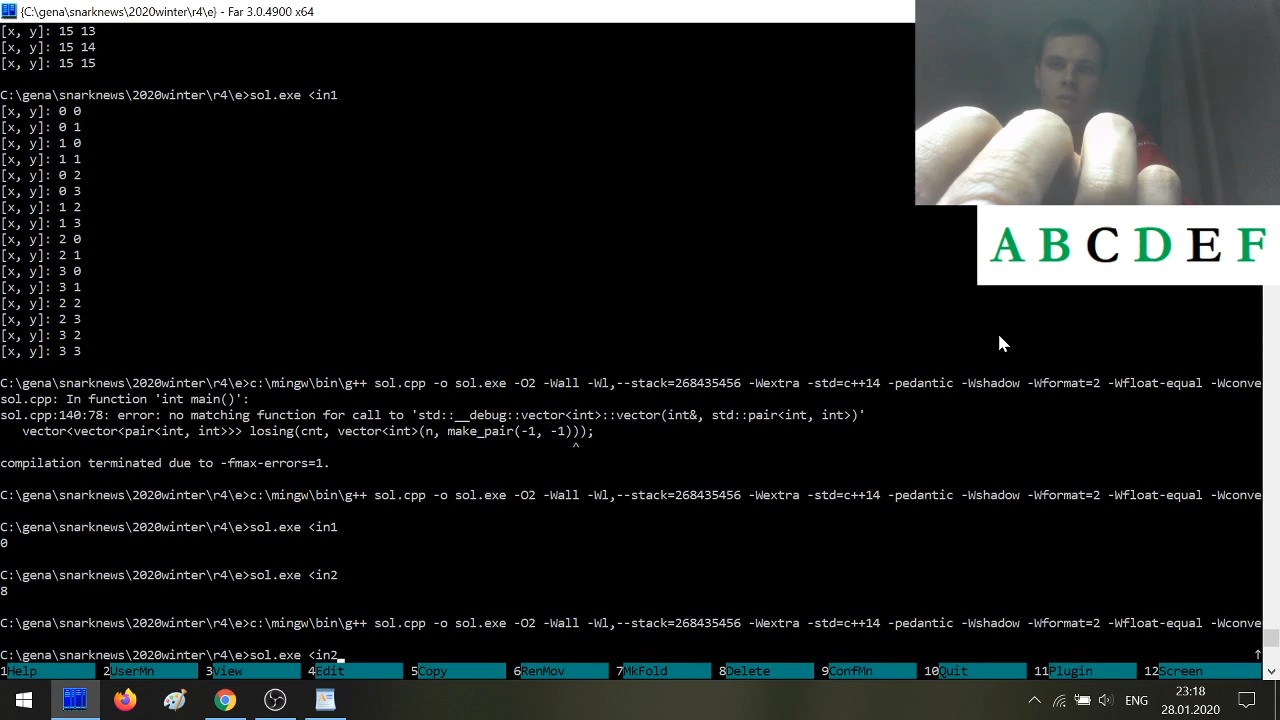 {C:\gena\snarknews\2020winter\r4\e} - Far 3.0.4900 x64
[x, y]: 15 13
[x, y]: 15 14
[x, y]: 15 15
C:\gena\snarknews\2020winter\r4\e>sol.exe <in1
[x, y]: 0 0
[x, y]: 0 1
[x, y]: 1 0
[x, y]: 1 1
[x, y]: 0 2
[x, y]: 0 3
[x, y]: 1 2
[x, y]: 1 3
[x, y]: 2 0
[x, y]: 2 1
[x, y]: 3 0
[x, y]: 3 1
[x, y]: 2 2
[x, y]: 2 3
[x, y]: 3 2
[x, y]: 3 3
A B C D E F
C:\gena\snarknews\2020winter\r4\e>c:\mingw\bin\g++ sol.cpp -o sol.exe -O2 -Wall -Wl,--stack=268435456 -Wextra -std=c++14 -pedantic -Wshadow -Wformat=2 -Wfloat-equal -Wconve
sol.cpp: In function 'int main()':
sol.cpp:140:78: error: no matching function for call to 'std::__debug::vector<int>::vector(int&, std::pair<int, int>)'
vector<vector<pair<int, int>>> losing(cnt, vector<int>(n, make_pair(-1, -1)));
^
compilation terminated due to -fmax-errors=1.
C:\gena\snarknews\2020winter\r4\e>c:\mingw\bin\g++ sol.cpp -o sol.exe -O2 -Wall -Wl,--stack=268435456 -Wextra -std=c++14 -pedantic -Wshadow -Wformat=2 -Wfloat-equal -Wconve
C:\gena\snarknews\2020winter\r4\e>sol.exe <in1
0
C:\gena\snarknews\2020winter\r4\e>sol.exe <in2
8
C:\gena\snarknews\2020winter\r4\e>c:\mingw\bin\g++ sol.cpp -o sol.exe -O2 -Wall -Wl,--stack=268435456 -Wextra -std=c++14 -pedantic -Wshadow -Wformat=2 -Wfloat-equal -Wconve
C:\gena\snarknews\2020winter\r4\e>sol.exe <in2
1Help 2UserMn 3View 4Edit 5Copy 6RenMov 7MkFold 8Delete 9ConfMn 10Quit 11Plugin 12Screen
ENG
23:18
28.01.2020